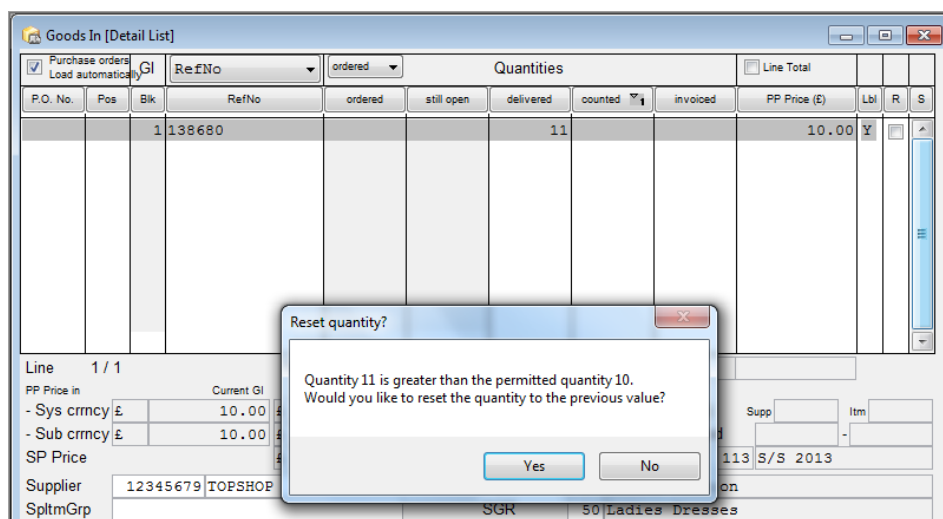 Goods In [Detail List]
Purchase orders
Load automatically
GI
RefNo
ordered
Quantities
Line Total
P.O. No. Pos Blk RefNo ordered still open delivered counted 1 invoiced PP Price (£) Lbl R S
1 138680 11 10.00 Y
Reset quantity?
Quantity 11 is greater than the permitted quantity 10.
Would you like to reset the quantity to the previous value?
Yes No
Line 1 / 1
PP Price in Current GI
- Sys crrncy £ 10.00 Supp Itm
- Sub crrncy £ 10.00 -
SP Price 113 S/S 2013
Supplier 12345679 TOPSHOP
SpltmGrp SGR 50 Ladies Dresses